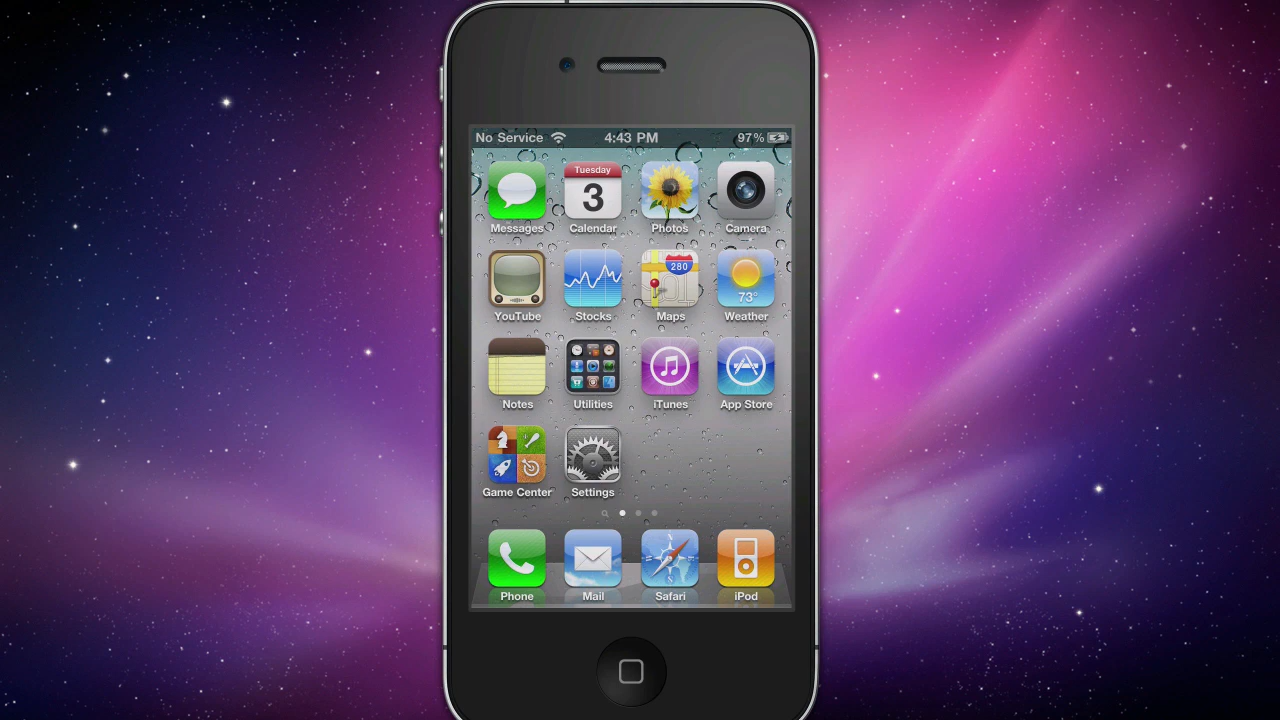 No Service 4:43 PM 97%
Tuesday
3
Messages Calendar Photos Camera
280
73°
YouTube Stocks Maps Weather
Notes Utilities iTunes App Store
Game Center Settings
Phone Mail Safari iPod